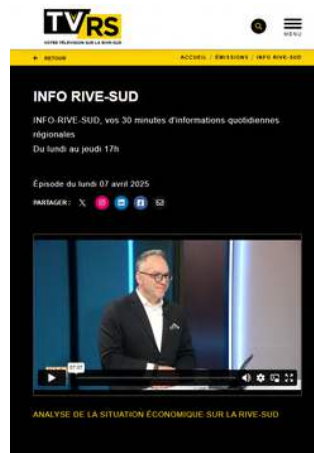 TVRS
VOTRE TÉLÉVISION SUR LA RIVE-SUD
MENU
RETOUR
ACCUEIL / ÉMISSIONS / INFO RIVE-SUD
INFO RIVE-SUD
INFO-RIVE-SUD, vos 30 minutes d'informations quotidiennes
régionales
Du lundi au jeudi 17h
Épisode du lundi 07 avril 2025
PARTAGER :
ANALYSE DE LA SITUATION ÉCONOMIQUE SUR LA RIVE-SUD